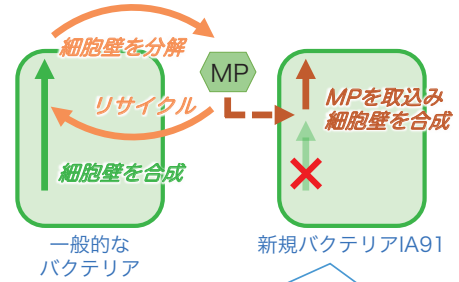 細胞壁を分解
MP
リサイクル
MPを取込み
細胞壁を合成
細胞壁を合成
一般的な
バクテリア
新規バクテリアIA91